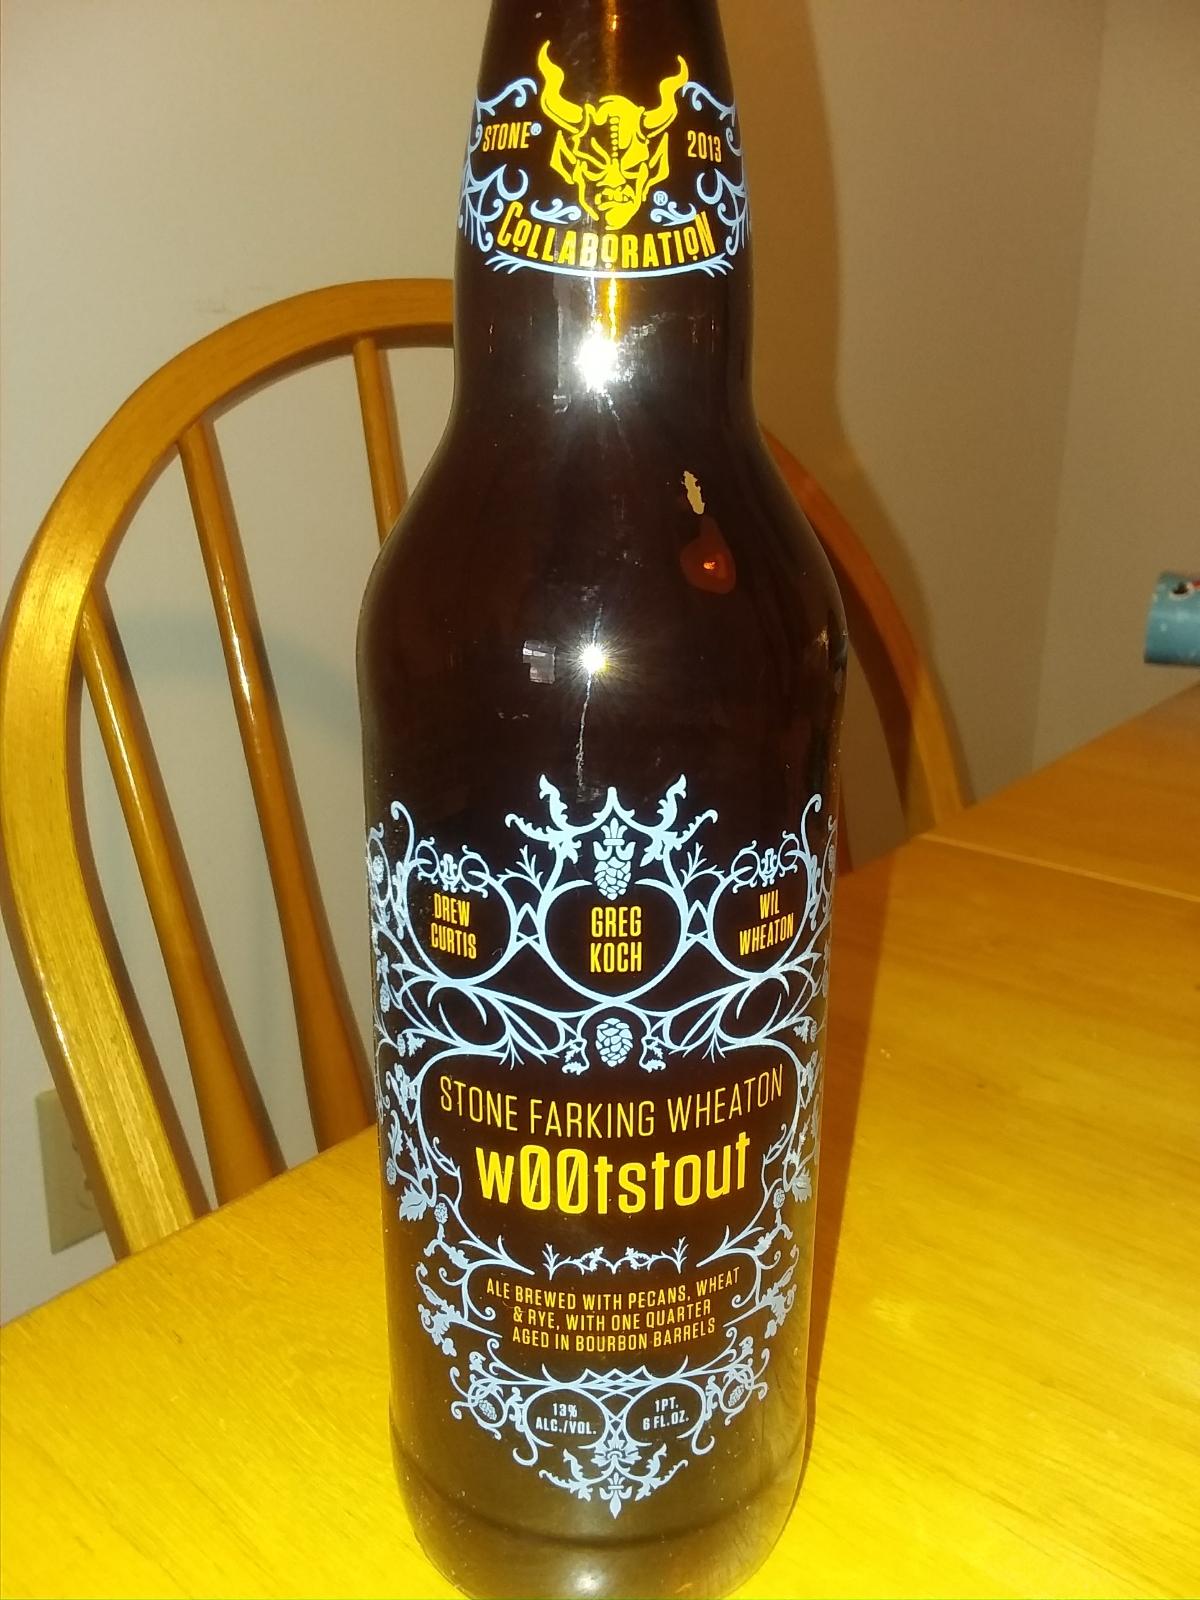 STONE® 2013
®
COLLABORATION
DREW
CURTIS
GREG
KOCH
WIL
WHEATON
STONE FARKING WHEATON
w00tstout
ALE BREWED WITH PECANS, WHEAT
& RYE, WITH ONE QUARTER
AGED IN BOURBON BARRELS
13%
ALC./VOL.
1PT.
6 FL.OZ.